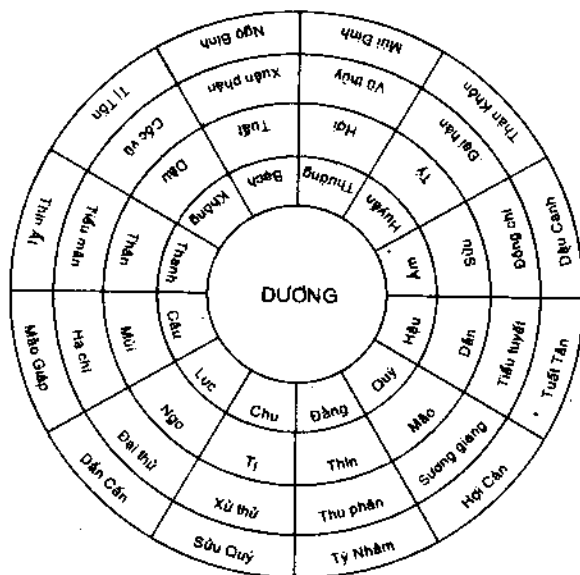 Ngọ Bính
Mùi Đinh
Thân Khôn
Dậu Canh
Tuất Tân
Hợi Càn
Tý Nhâm
Sửu Quý
Dần Cấn
Mão Giáp
Thìn Ất
Tị Tốn
Xuân phân
Vũ thủy
Đại hàn
Đông chí
Tiểu tuyết
Sương giang
Thu phân
Xử thử
Đại thử
Hạ chí
Tiểu mãn
Cốc vũ
Tuất
Hợi
Tý
Sửu
Dần
Mão
Thìn
Tị
Ngọ
Mùi
Thân
Dậu
Bạch
Thường
Huyền
Âm
Hậu
Quý
Đằng
Chu
Lục
Câu
Thanh
Không
DƯƠNG